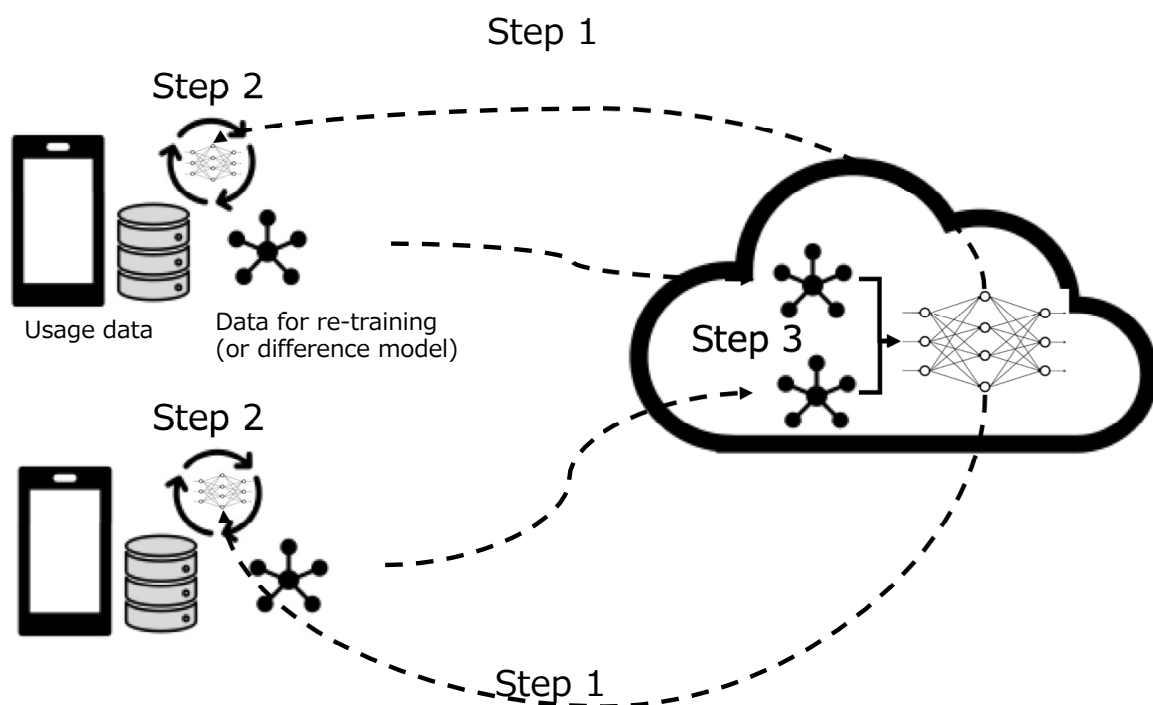 Step 1
Step 2
Usage data
Data for re-training
(or difference model)
Step 3
Step 2
Step 1